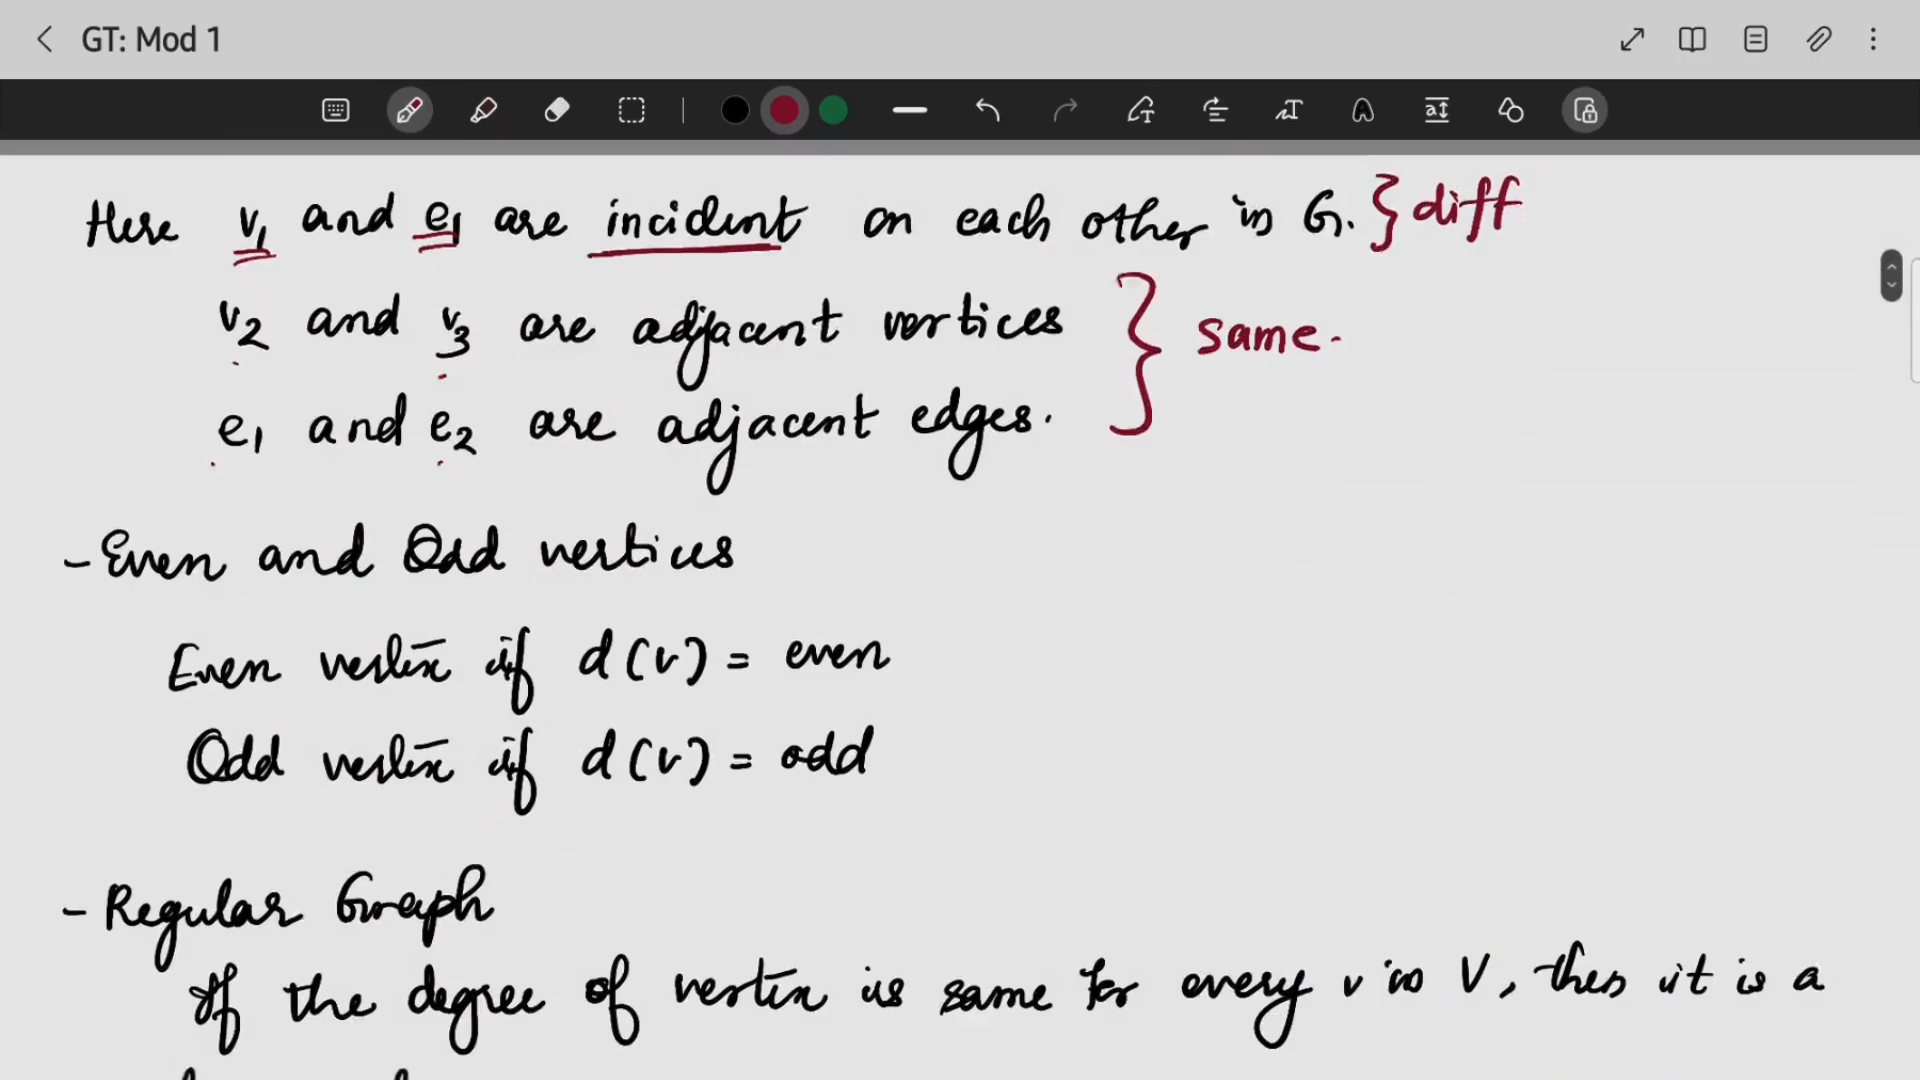 GT: Mod 1
Here v1 and e1 are incident on each other in G. } diff
v2 and v3 are adjacent vertices
} same.
e1 and e2 are adjacent edges.
- Even and Odd vertices
Even vertex if d(v) = even
Odd vertex if d(v) = odd
- Regular Graph
If the degree of vertex is same for every v in V, then it is a